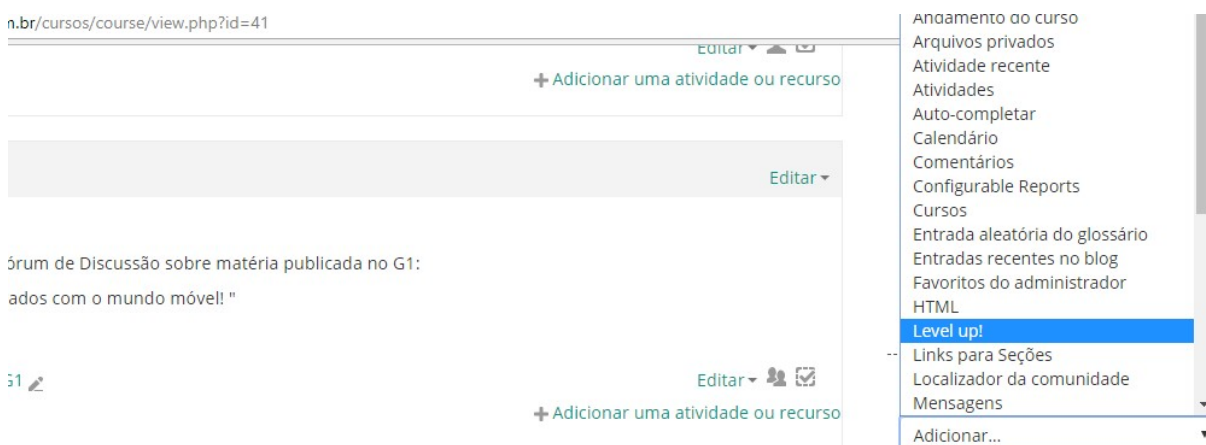 n.br/cursos/course/view.php?id=41
Editar
+ Adicionar uma atividade ou recurso
Editar
órum de Discussão sobre matéria publicada no G1:
ados com o mundo móvel! "
G1
Editar
+ Adicionar uma atividade ou recurso
Andamento do curso
Arquivos privados
Atividade recente
Atividades
Auto-completar
Calendário
Comentários
Configurable Reports
Cursos
Entrada aleatória do glossário
Entradas recentes no blog
Favoritos do administrador
HTML
Level up!
Links para Seções
Localizador da comunidade
Mensagens
Adicionar...